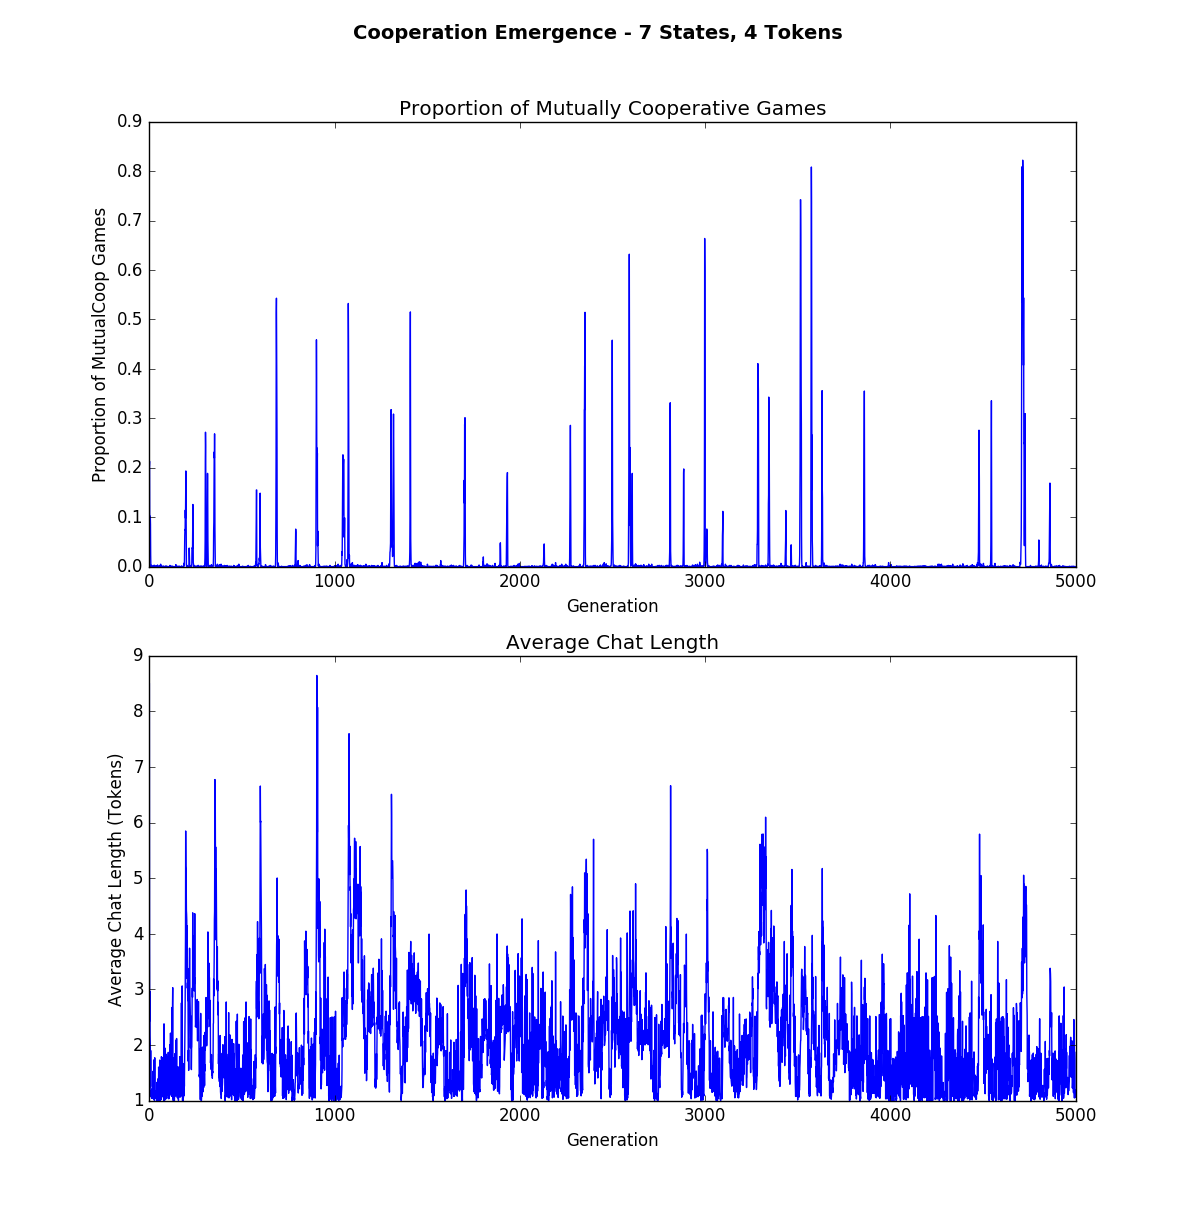 Cooperation Emergence - 7 States, 4 Tokens
Proportion of Mutually Cooperative Games
0.9
0.8
0.7
0.6
0.5
0.4
0.3
0.2
0.1
0.0
Proportion of MutualCoop Games
0 1000 2000 3000 4000 5000
Generation
Average Chat Length
9
8
7
6
5
4
3
2
1
Average Chat Length (Tokens)
0 1000 2000 3000 4000 5000
Generation